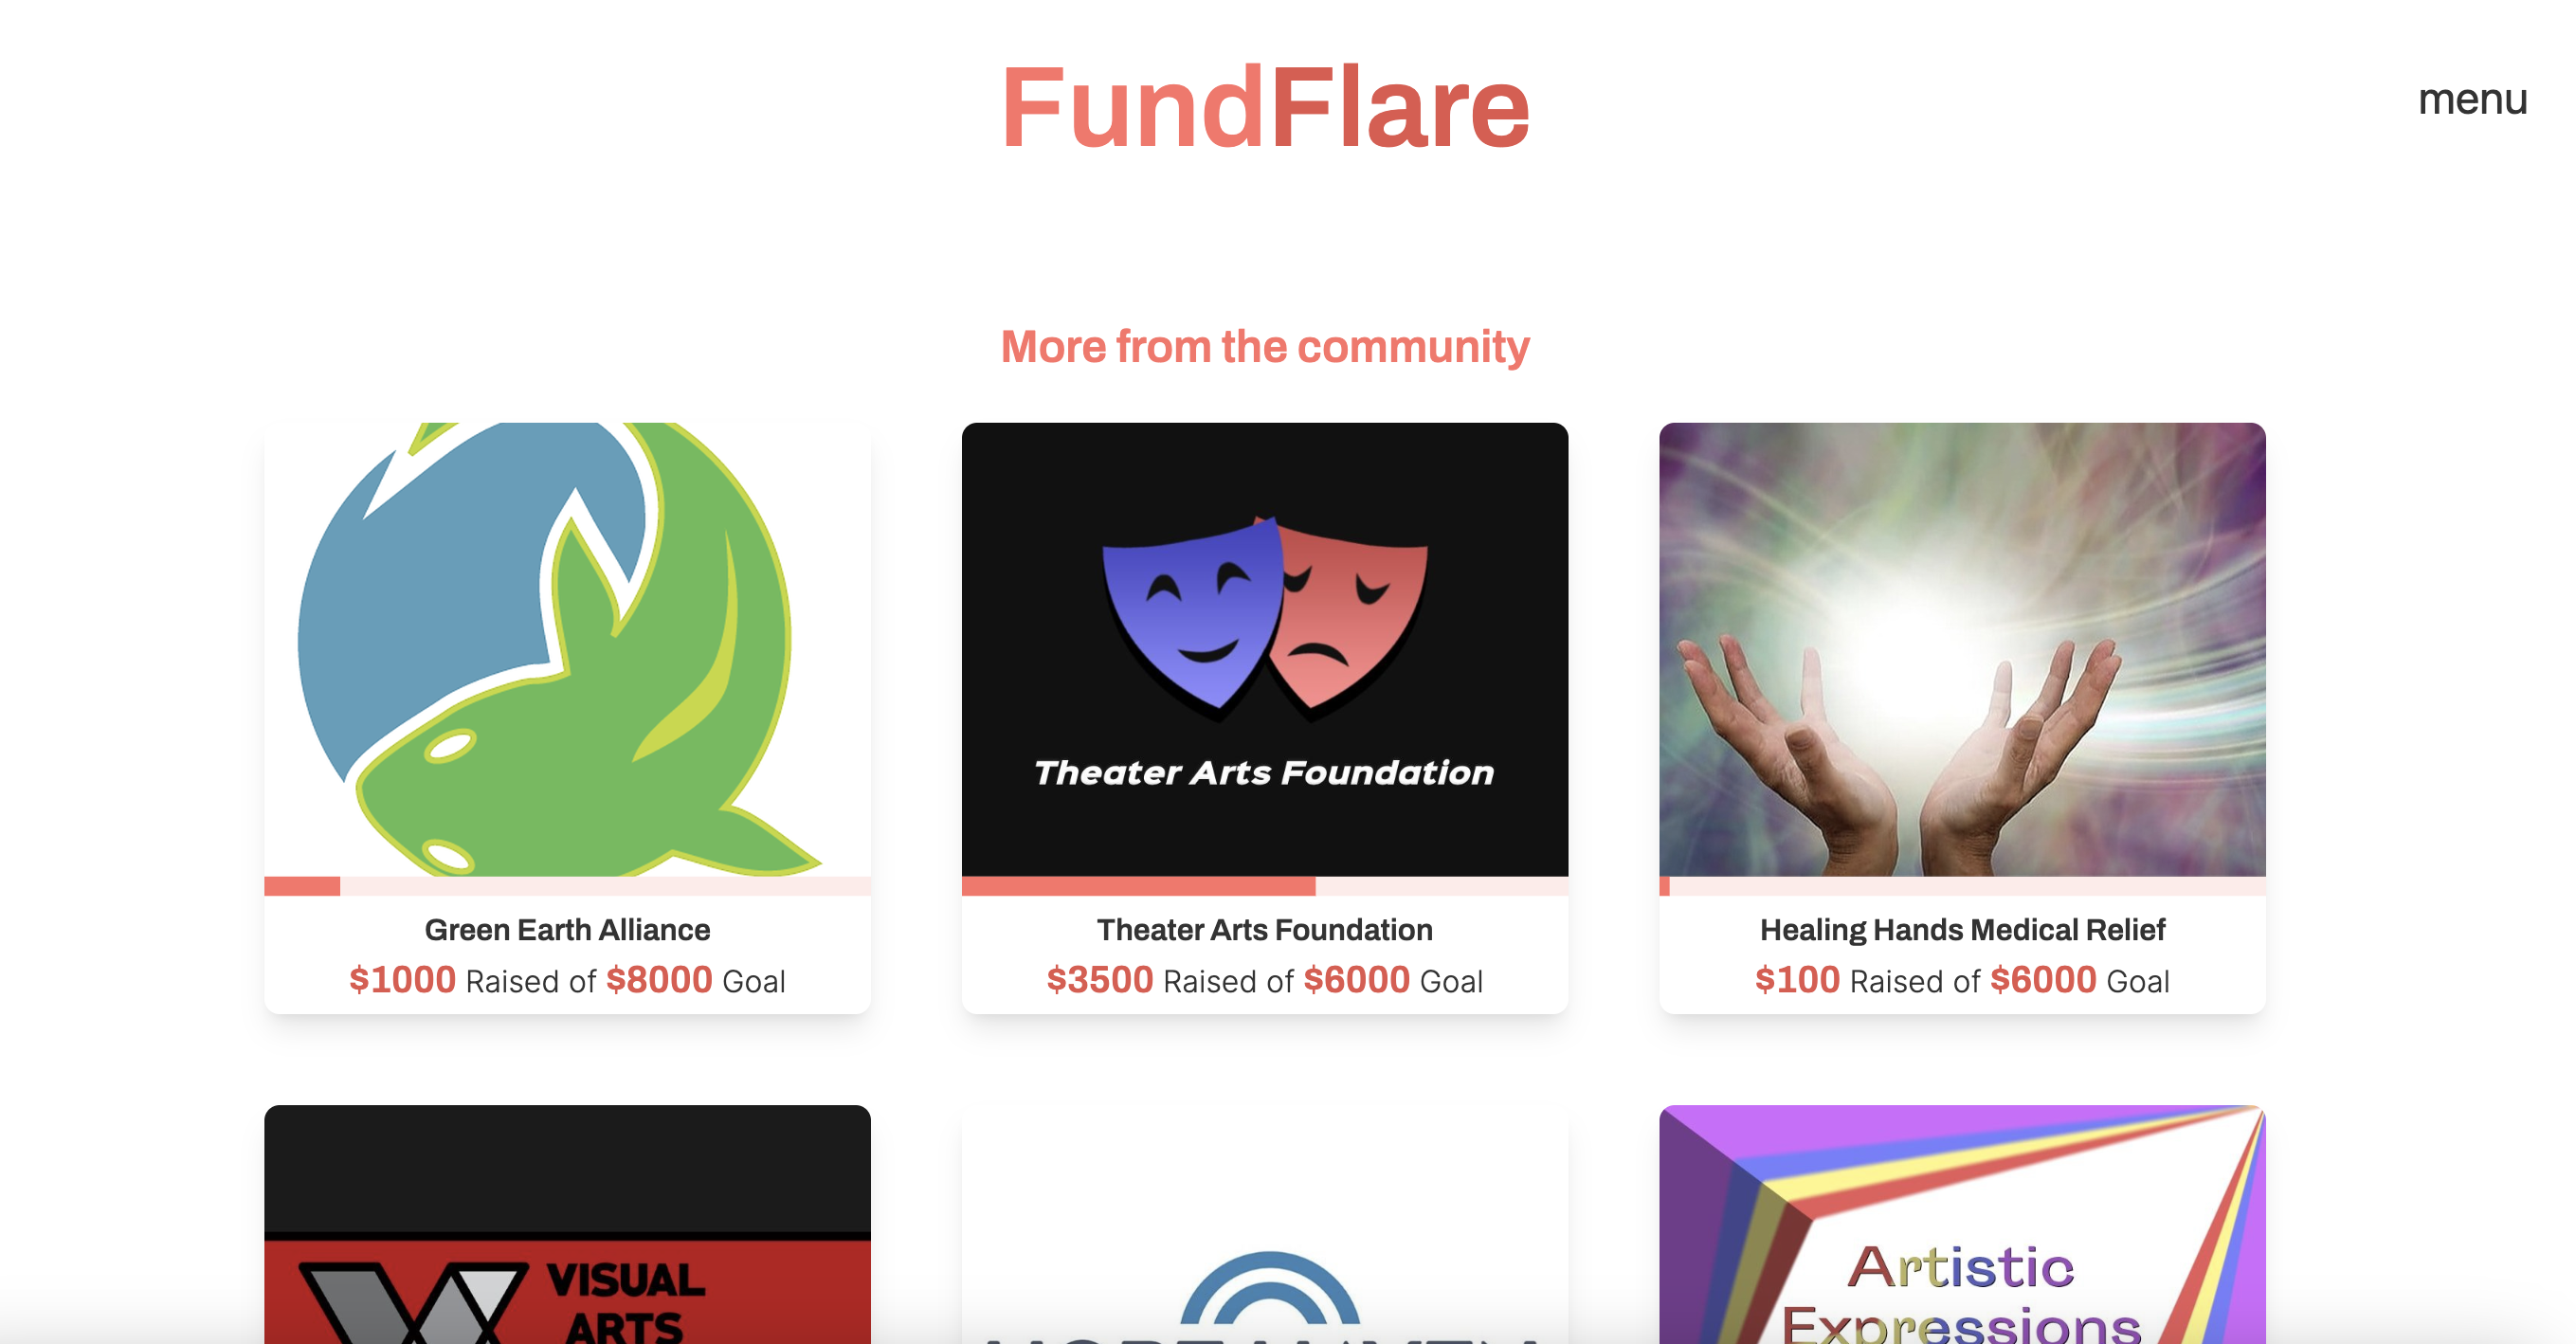 FundFlare
menu
More from the community
Theater Arts Foundation
Green Earth Alliance
$1000 Raised of $8000 Goal
Theater Arts Foundation
$3500 Raised of $6000 Goal
Healing Hands Medical Relief
$100 Raised of $6000 Goal
VISUAL
ARTS
Artistic
Expressions